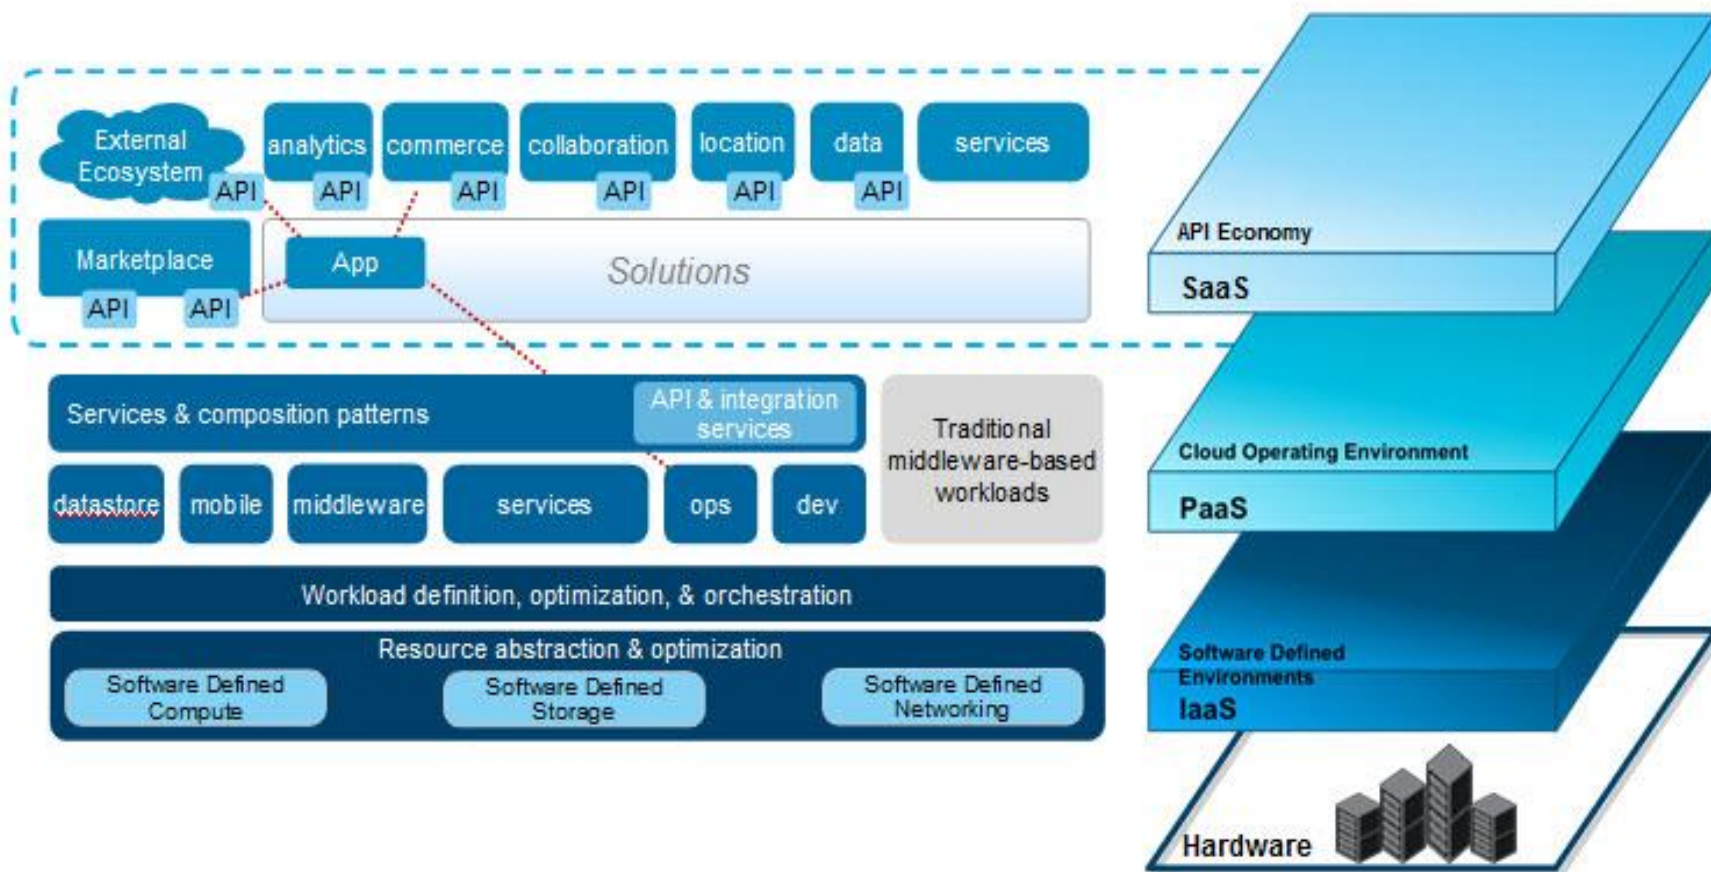 External
Ecosystem
API
analytics
API
commerce
API
collaboration
API
location
API
data
API
services
Marketplace
API
API
App
Solutions
API Economy
SaaS
Services & composition patterns
API & integration
services
Traditional
middleware-based
workloads
datastore
mobile
middleware
services
ops
dev
Cloud Operating Environment
PaaS
Workload definition, optimization, & orchestration
Resource abstraction & optimization
Software Defined
Compute
Software Defined
Storage
Software Defined
Networking
Software Defined
Environments
IaaS
Hardware